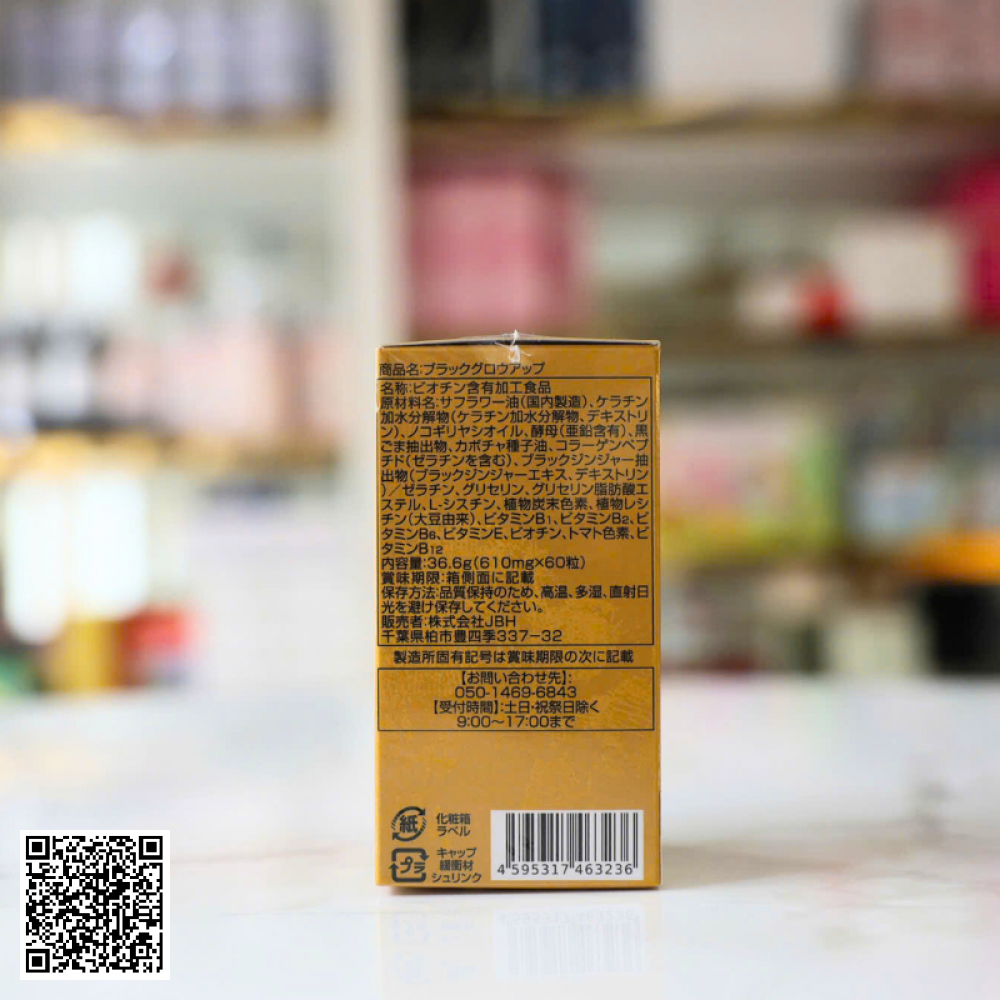 商品名:ブラックグロウアップ
名称:ビオチン含有加工食品
原材料名:サフラワー油(国内製造)、ケラチン
加水分解物(ケラチン加水分解物、デキストリ
ン)、ノコギリヤシオイル、酵母(亜鉛含有)、黒
ごま抽出物、カボチャ種子油、コラーゲンペプ
チド(ゼラチンを含む)、ブラックジンジャー抽
出物(ブラックジンジャーエキス、デキストリン
)/ゼラチン、グリセリン、グリセリン脂肪酸エ
ステル、L-シスチン、植物炭末色素、植物レシ
チン(大豆由来)、ビタミンB1、ビタミンB2、ビ
タミンB6、ビタミンE、ビオチン、トマト色素、ビ
タミンB12
内容量:36.6g(610mg×60粒)
賞味期限:箱側面に記載
保存方法:品質保持のため、高温、多湿、直射日
光を避け保存してください。
販売者:株式会社JBH
千葉県柏市豊四季337-32
製造所固有記号は賞味期限の次に記載
【お問い合わせ先】:
050-1469-6843
【受付時間】:土日・祝祭日除く
9:00〜17:00まで
紙
化粧箱
ラベル
プラ
キャップ
緩衝材
シュリンク
4 595317 463236